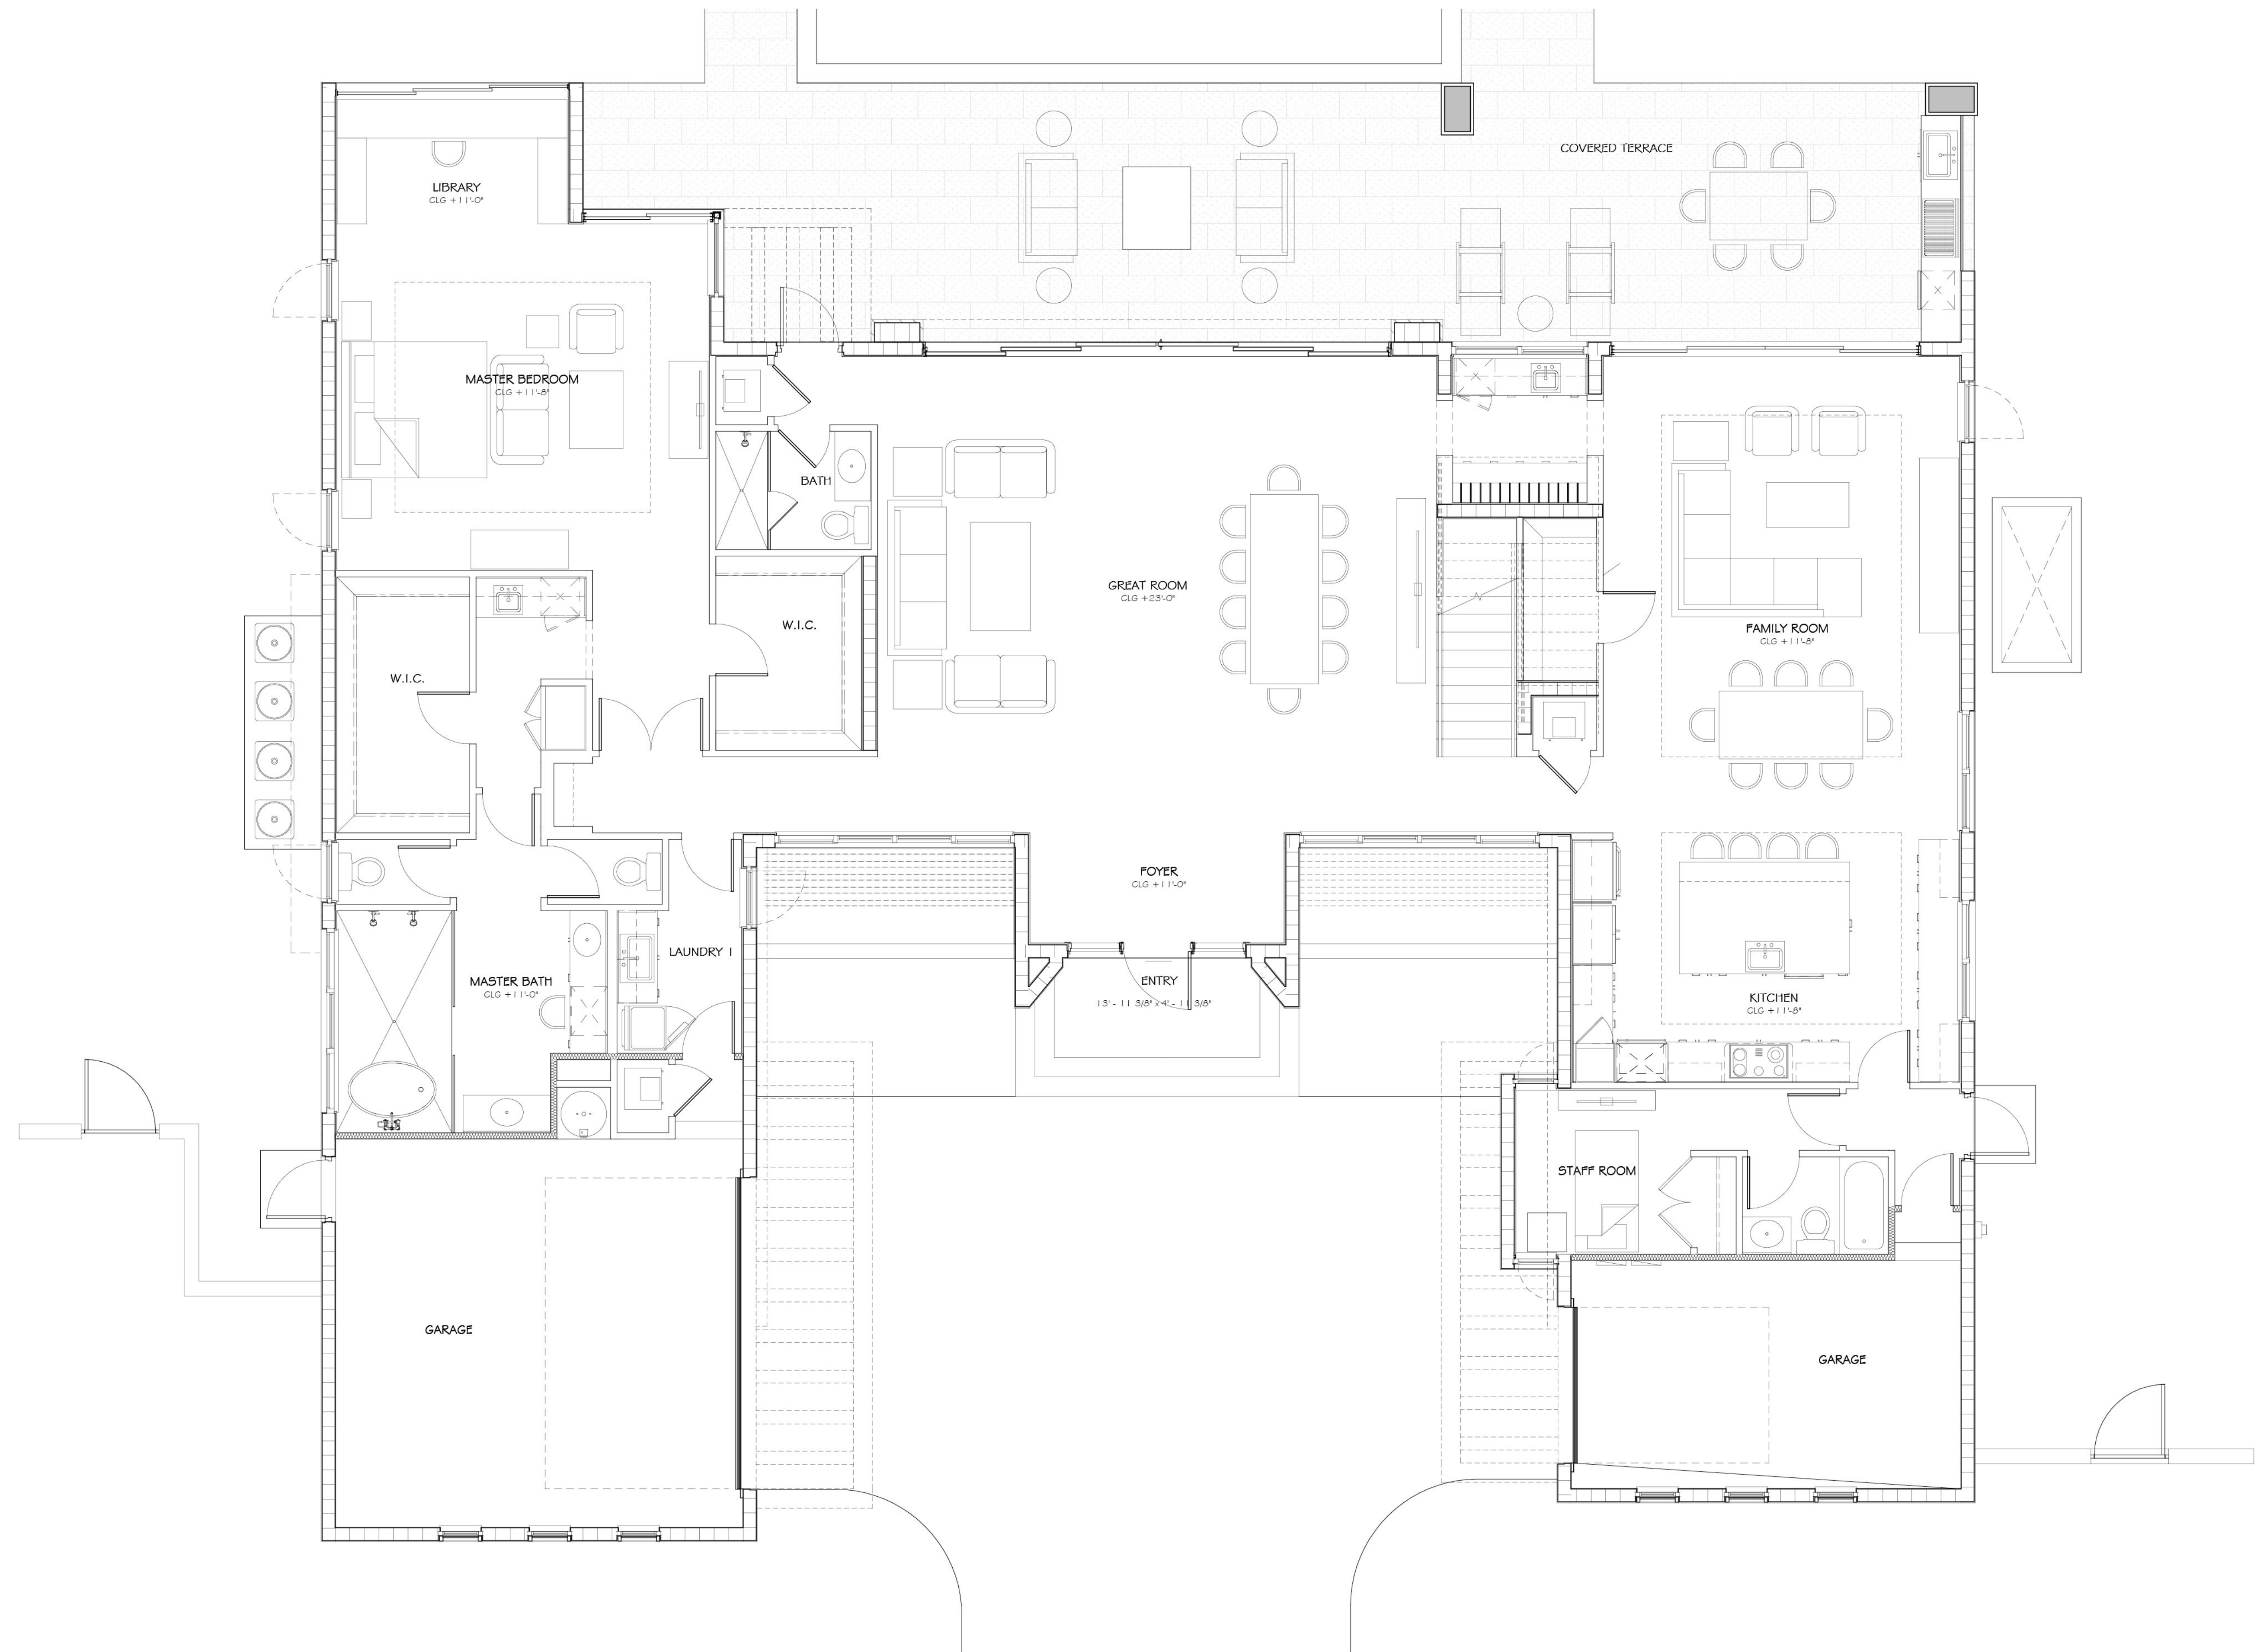 COVERED TERRACE
LIBRARY
CLG +11'-0"
MASTER BEDROOM
CLG +11'-8"
BATH
GREAT ROOM
CLG +23'-0"
W.I.C.
FAMILY ROOM
CLG +11'-8"
W.I.C.
FOYER
CLG +11'-0"
LAUNDRY 1
MASTER BATH
CLG +11'-0"
ENTRY
13' - 11 3/8" x 4' - 11 3/8"
KITCHEN
CLG +11'-8"
STAFF ROOM
GARAGE
GARAGE